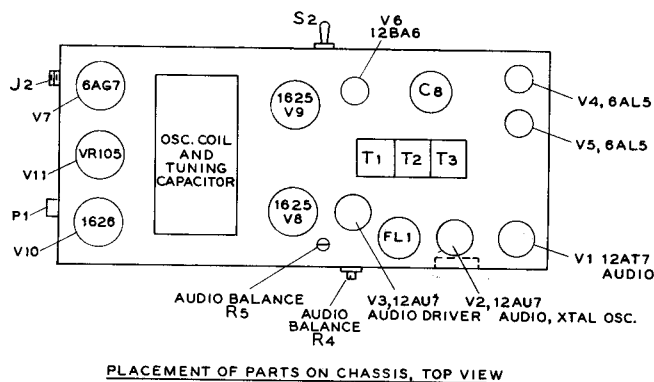 S2
V6
12BA6
J2
6AG7
V7
1625
V9
C8
V4, 6AL5
OSC. COIL
AND
TUNING
CAPACITOR
VR105
V11
T1 T2 T3
V5, 6AL5
P1
1626
V10
1625
V8
FL1
V1 12AT7
AUDIO
AUDIO BALANCE
R5
AUDIO
BALANCE
R4
V3, 12AU7
AUDIO DRIVER
V2, 12AU7
AUDIO, XTAL OSC.
PLACEMENT OF PARTS ON CHASSIS, TOP VIEW